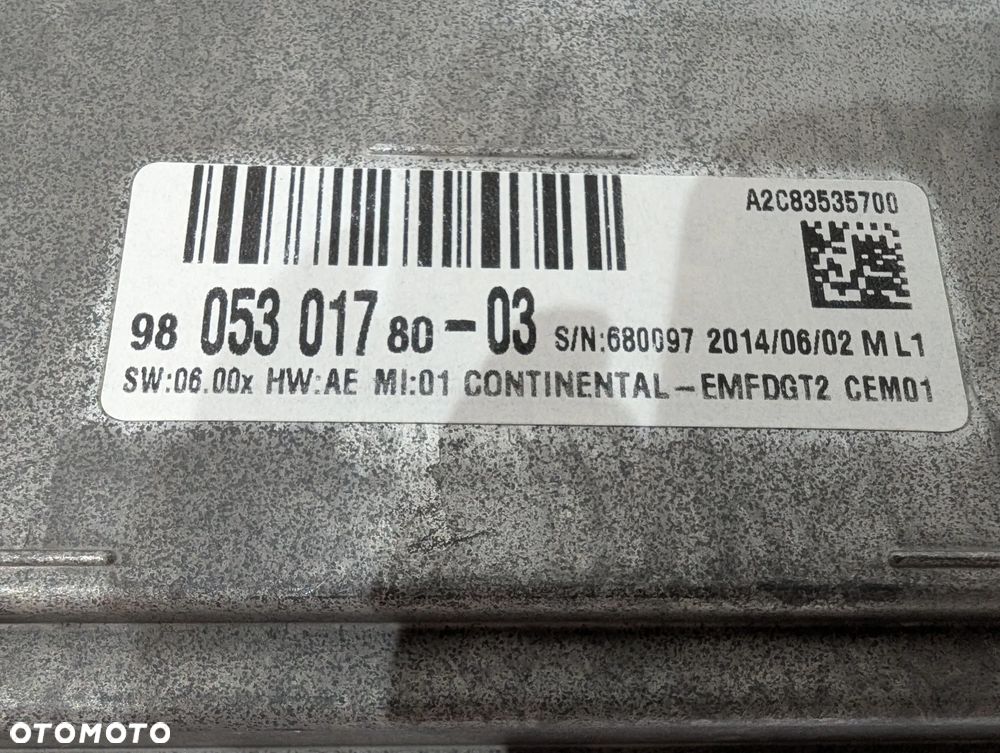 A2C83535700
98 053 017 80-03 S/N:680097 2014/06/02 M L1
SW:06.00x HW:AE MI:01 CONTINENTAL-EMFDGT2 CEM01
OTOMOTO